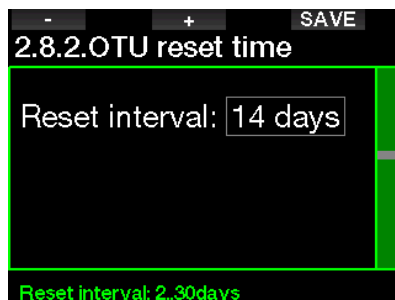 - + SAVE
2.8.2.OTU reset time
Reset interval: 14 days
Reset interval: 2..30days